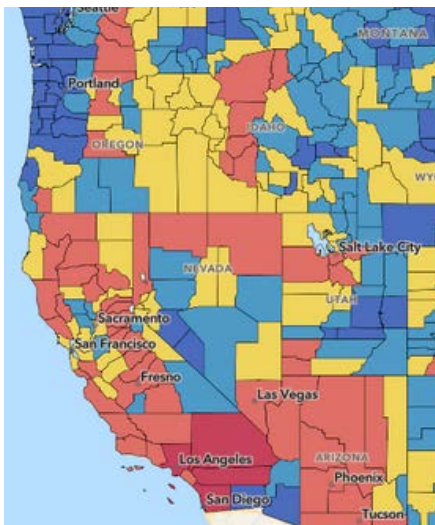 Seattle
MONTANA
Portland
IDAHO
OREGON
WY
Salt Lake City
NEVADA
UTAH
Sacramento
San Francisco
Fresno
Las Vegas
Los Angeles
ARIZONA
Phoenix
San Diego
Tucson